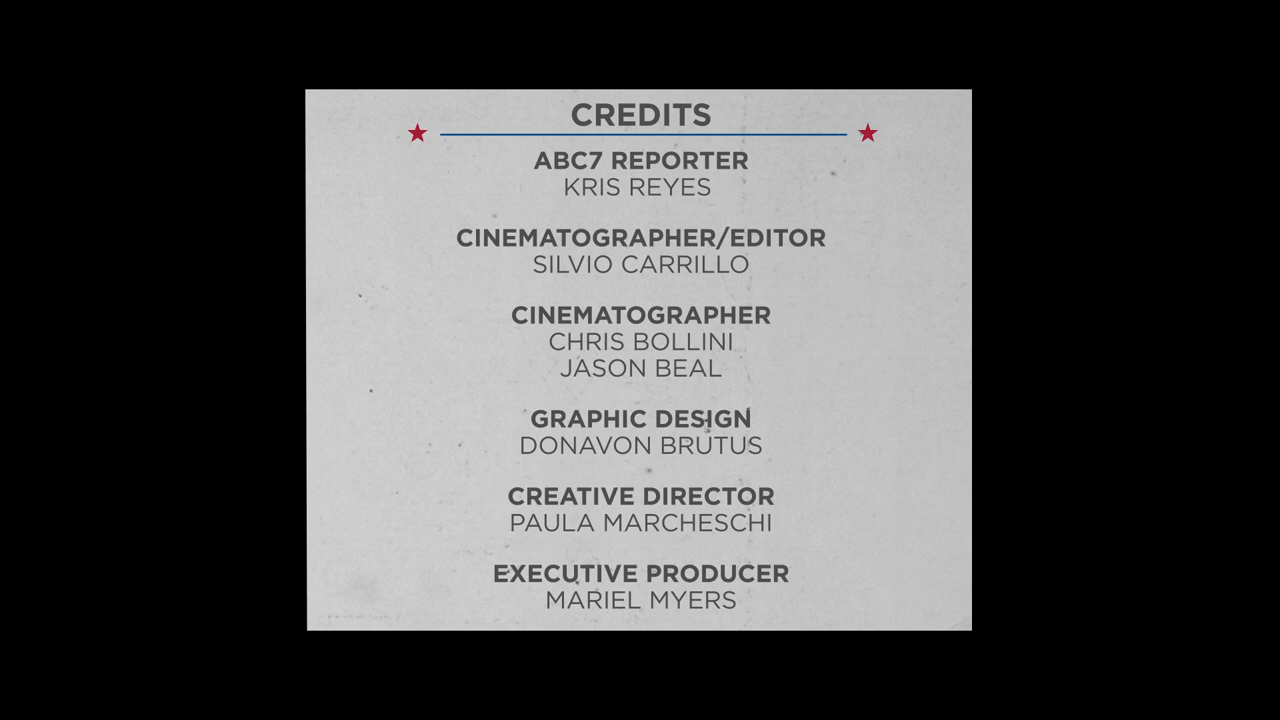 CREDITS
ABC7 REPORTER
KRIS REYES
CINEMATOGRAPHER/EDITOR
SILVIO CARRILLO
CINEMATOGRAPHER
CHRIS BOLLINI
JASON BEAL
GRAPHIC DESIGN
DONAVON BRUTUS
CREATIVE DIRECTOR
PAULA MARCHESCHI
EXECUTIVE PRODUCER
MARIEL MYERS